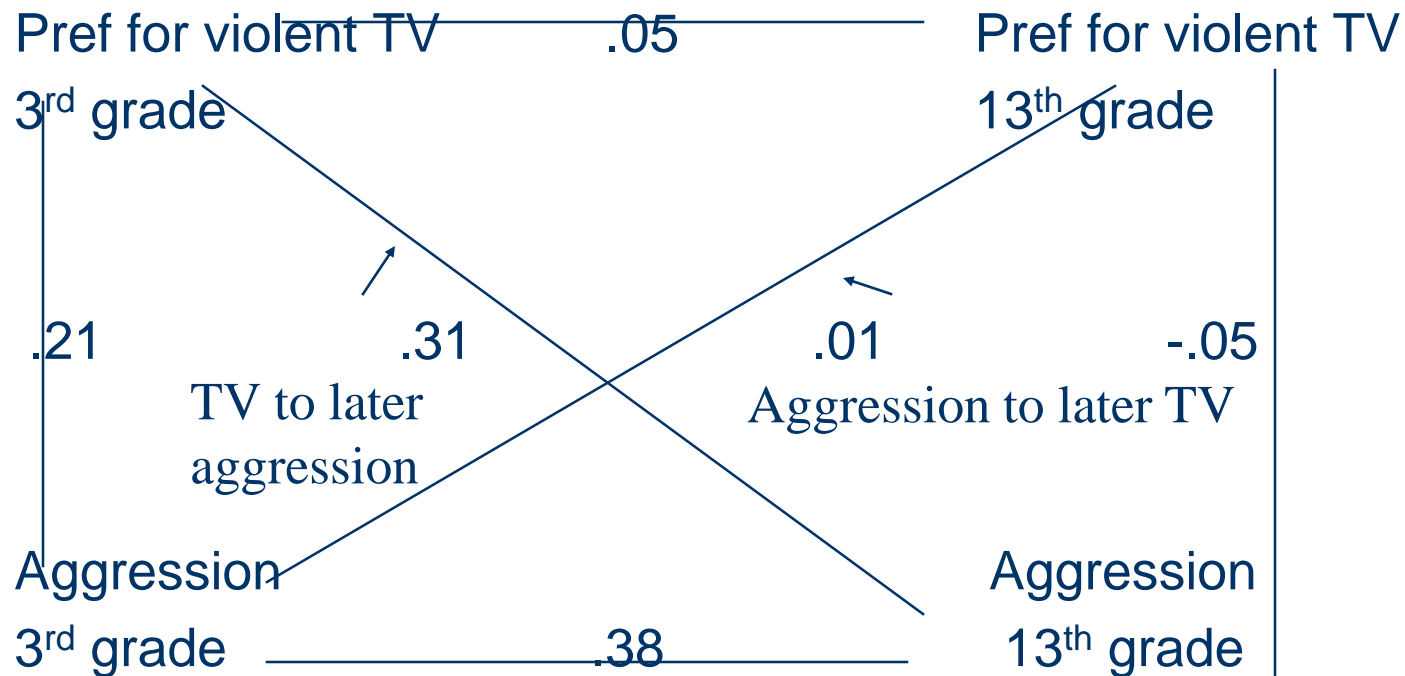 Pref for violent TV .05 Pref for violent TV
3rd grade 13th grade
.21 .31 .01 -.05
TV to later Aggression to later TV
aggression
Aggression Aggression
3rd grade .38 13th grade